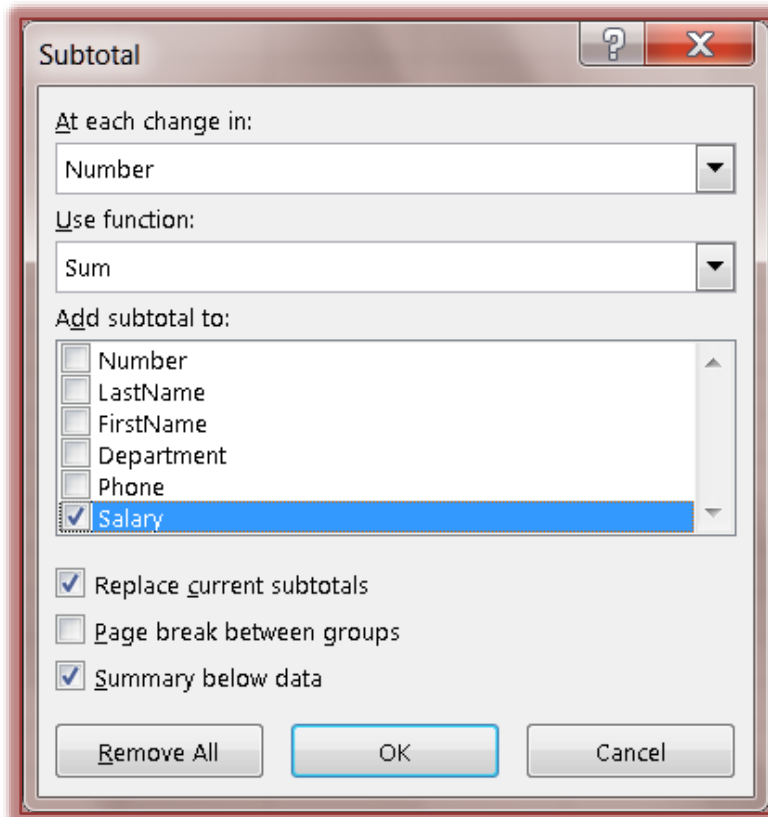 Subtotal
At each change in:
Number
Use function:
Sum
Add subtotal to:
Number
LastName
FirstName
Department
Phone
Salary
Replace current subtotals
Page break between groups
Summary below data
Remove All OK Cancel